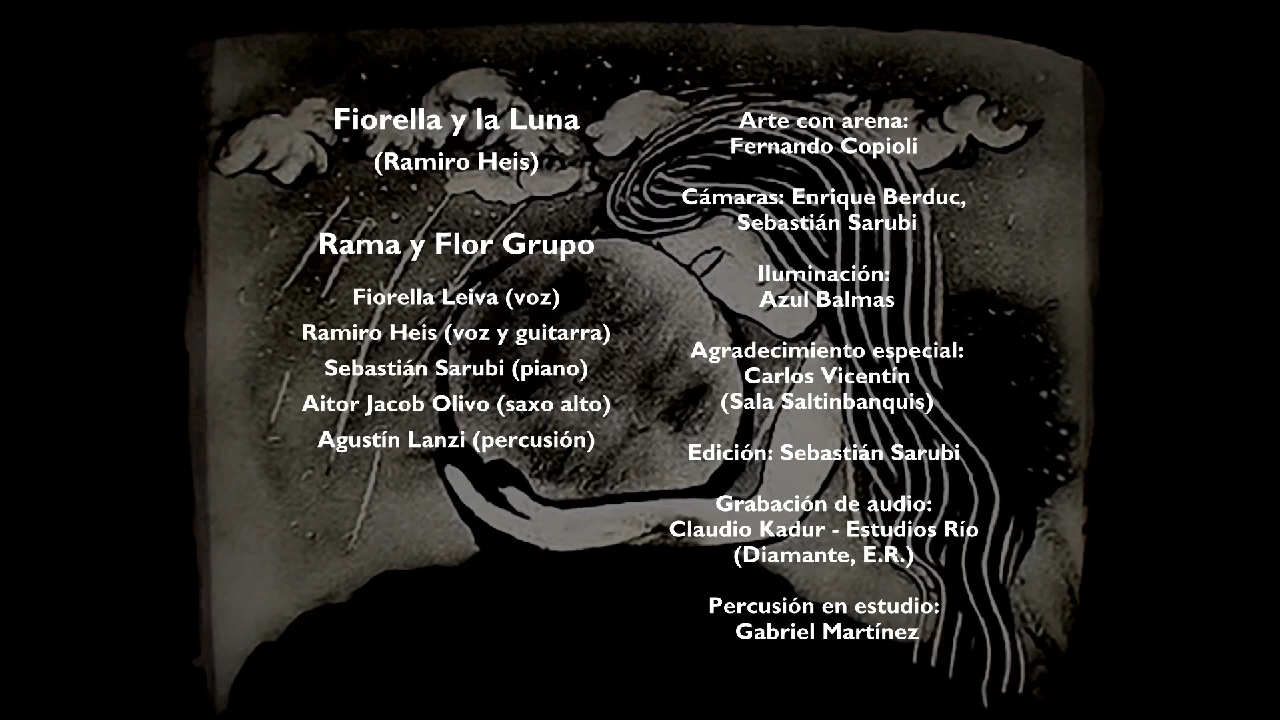 Fiorella y la Luna
(Ramiro Heis)
Rama y Flor Grupo
Fiorella Leiva (voz)
Ramiro Heis (voz y guitarra)
Sebastián Sarubi (piano)
Aitor Jacob Olivo (saxo alto)
Agustín Lanzi (percusión)
Arte con arena:
Fernando Copioli
Cámaras: Enrique Berduc,
Sebastián Sarubi
Iluminación:
Azul Balmas
Agradecimiento especial:
Carlos Vicentín
(Sala Saltinbanquis)
Edición: Sebastián Sarubi
Grabación de audio:
Claudio Kadur - Estudios Río
(Diamante, E.R.)
Percusión en estudio:
Gabriel Martínez